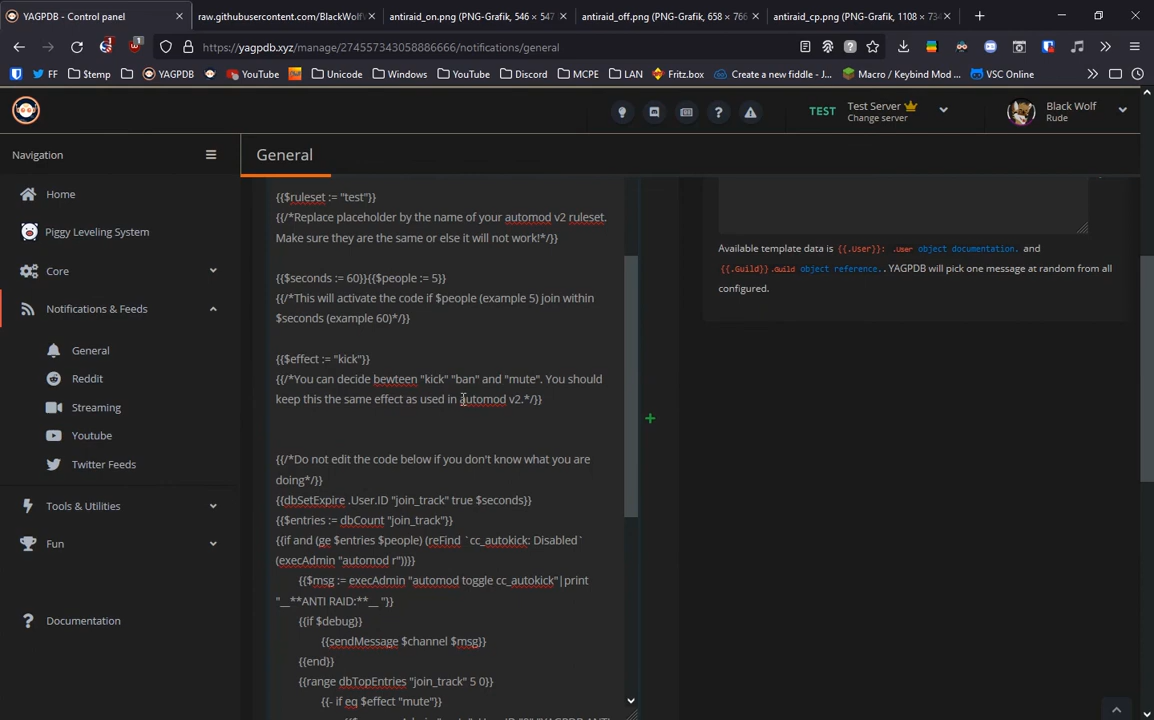 YAGPDB - Control panel
raw.githubusercontent.com/BlackWolf
antiraid_on.png (PNG-Grafik, 546 × 547
antiraid_off.png (PNG-Grafik, 658 × 766
antiraid_cp.png (PNG-Grafik, 1108 × 734
https://yagpdb.xyz/manage/274557343058886666/notifications/general
FF
$temp
YAGPDB
YouTube
Unicode
Windows
YouTube
Discord
MCPE
LAN
Fritz.box
Create a new fiddle - J...
Macro / Keybind Mod ...
VSC Online
TEST
Test Server
Change server
Black Wolf
Rude
Navigation
General
Home
Piggy Leveling System
Core
Notifications & Feeds
General
Reddit
Streaming
Youtube
Twitter Feeds
Tools & Utilities
Fun
Documentation
{{$ruleset := "test"}}
{{/*Replace placeholder by the name of your automod v2 ruleset.
Make sure they are the same or else it will not work!*/}}
{{$seconds := 60}}{{$people := 5}}
{{/*This will activate the code if $people (example 5) join within
$seconds (example 60)*/}}
{{$effect := "kick"}}
{{/*You can decide bewteen "kick" "ban" and "mute". You should
keep this the same effect as used in automod v2.*/}}
{{/*Do not edit the code below if you don't know what you are
doing*/}}
{{dbSetExpire .User.ID "join_track" true $seconds}}
{{$entries := dbCount "join_track"}}
{{if and (ge $entries $people) (reFind `cc_autokick: Disabled`
(execAdmin "automod r"))}}
{{$msg := execAdmin "automod toggle cc_autokick"|print
"__**ANTI RAID:**__ "}}
{{if $debug}}
{{sendMessage $channel $msg}}
{{end}}
{{range dbTopEntries "join_track" 5 0}}
{{- if eq $effect "mute"}}
Available template data is {{.User}}: .User object documentation. and
{{.Guild}} .Guild object reference.. YAGPDB will pick one message at random from all
configured.